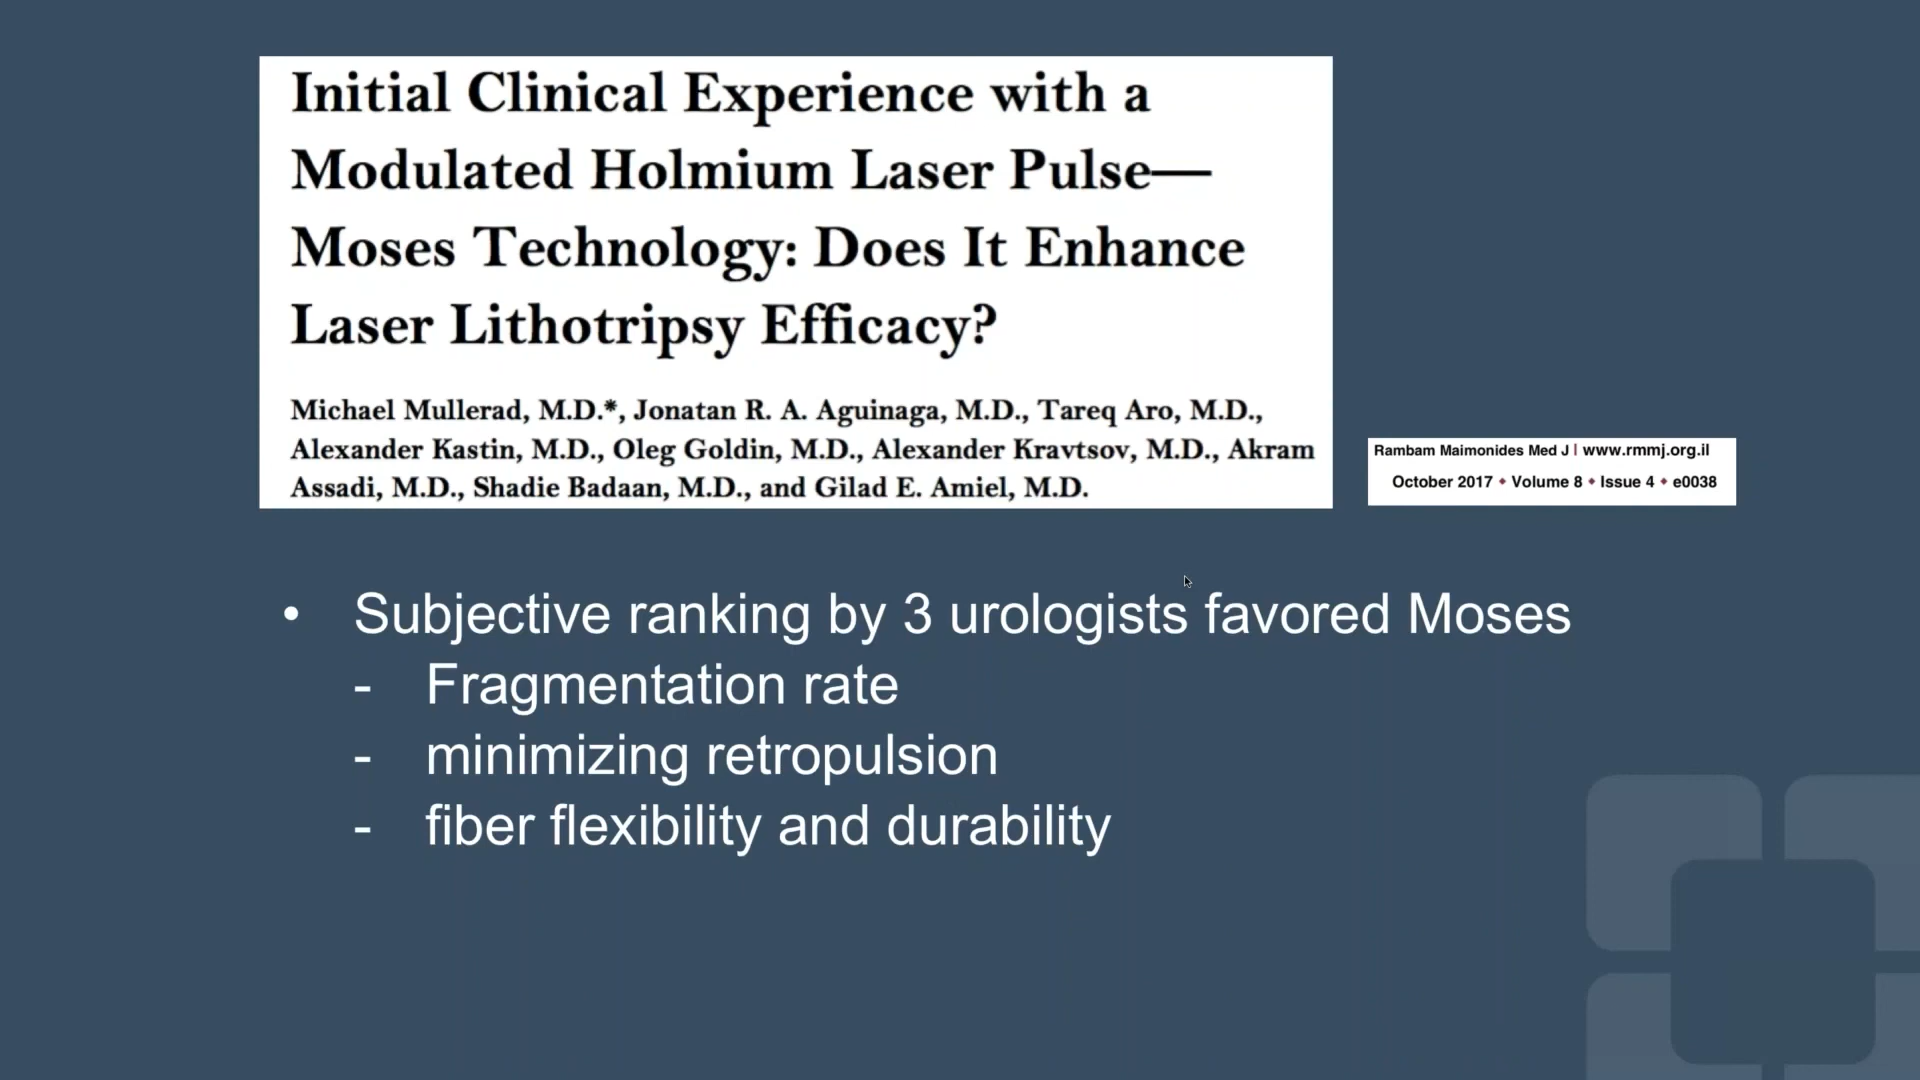 Initial Clinical Experience with a
Modulated Holmium Laser Pulse—
Moses Technology: Does It Enhance
Laser Lithotripsy Efficacy?
Michael Mullerad, M.D.*, Jonatan R. A. Aguinaga, M.D., Tareq Aro, M.D.,
Alexander Kastin, M.D., Oleg Goldin, M.D., Alexander Kravtsov, M.D., Akram
Assadi, M.D., Shadie Badaan, M.D., and Gilad E. Amiel, M.D.
Rambam Maimonides Med J | www.rmmj.org.il
October 2017 • Volume 8 • Issue 4 • e0038
• Subjective ranking by 3 urologists favored Moses
- Fragmentation rate
- minimizing retropulsion
- fiber flexibility and durability